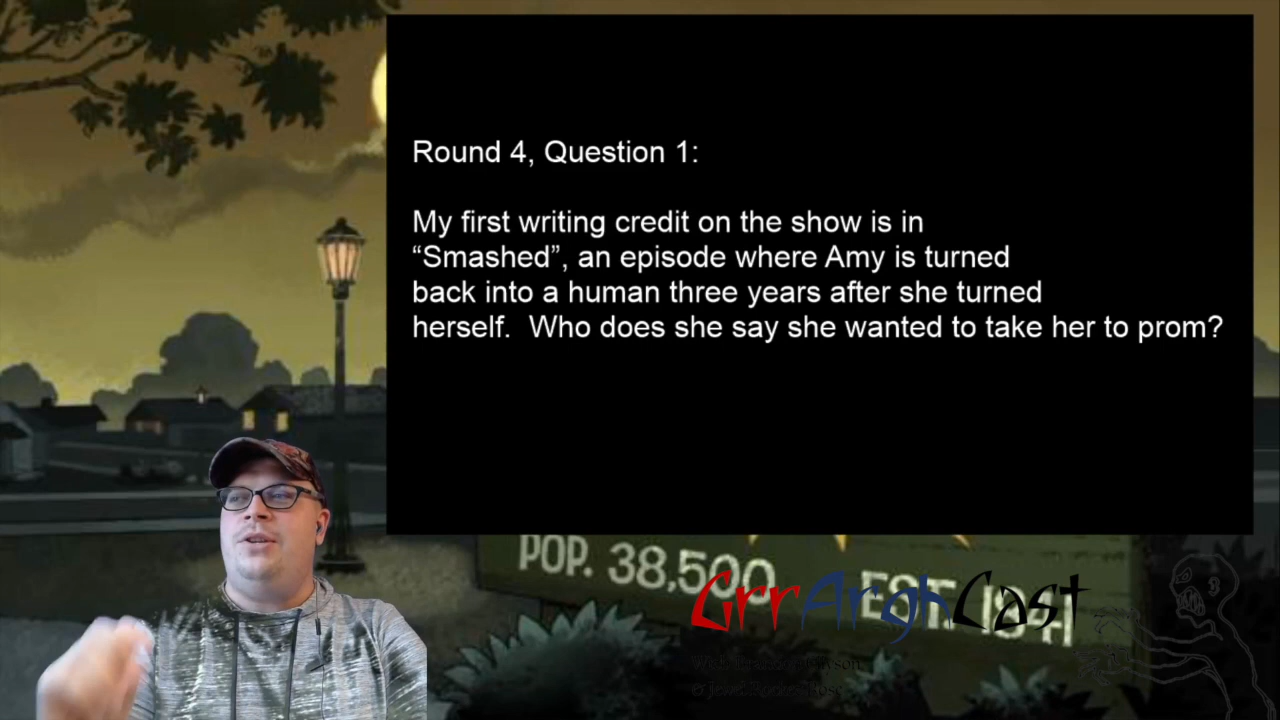 Round 4, Question 1:
My first writing credit on the show is in
“Smashed”, an episode where Amy is turned
back into a human three years after she turned
herself.  Who does she say she wanted to take her to prom?
POP. 38,500
GrrArghCast